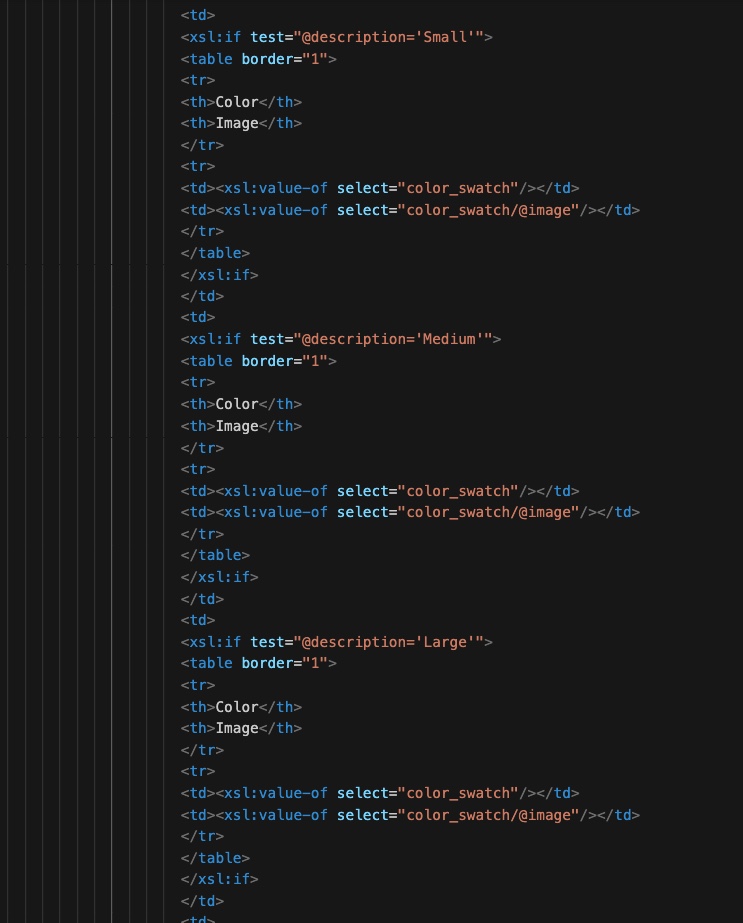 <td>
<xsl:if test="@description='Small'">
<table border="1">
<tr>
<th>Color</th>
<th>Image</th>
</tr>
<tr>
<td><xsl:value-of select="color_swatch"/></td>
<td><xsl:value-of select="color_swatch/@image"/></td>
</tr>
</table>
</xsl:if>
</td>
<td>
<xsl:if test="@description='Medium'">
<table border="1">
<tr>
<th>Color</th>
<th>Image</th>
</tr>
<tr>
<td><xsl:value-of select="color_swatch"/></td>
<td><xsl:value-of select="color_swatch/@image"/></td>
</tr>
</table>
</xsl:if>
</td>
<td>
<xsl:if test="@description='Large'">
<table border="1">
<tr>
<th>Color</th>
<th>Image</th>
</tr>
<tr>
<td><xsl:value-of select="color_swatch"/></td>
<td><xsl:value-of select="color_swatch/@image"/></td>
</tr>
</table>
</xsl:if>
</td>
<td>